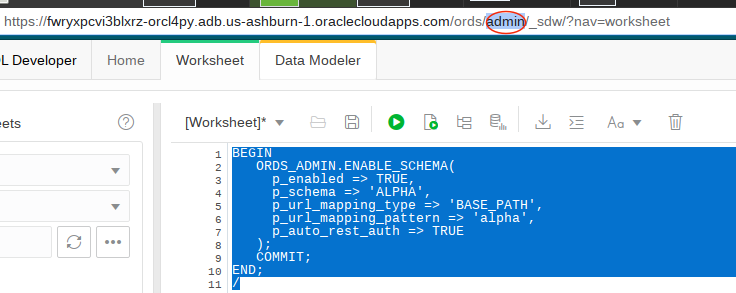 https://fwryxpcvi3blxrz-orcl4py.adb.us-ashburn-1.oraclecloudapps.com/ords/admin/_sdw/?nav=worksheet
L Developer Home Worksheet Data Modeler
eets [Worksheet]* Aa
1 BEGIN
2 ORDS_ADMIN.ENABLE_SCHEMA(
3 p_enabled => TRUE,
4 p_schema => 'ALPHA',
5 p_url_mapping_type => 'BASE_PATH',
6 p_url_mapping_pattern => 'alpha',
7 p_auto_rest_auth => TRUE
8 );
9 COMMIT;
10 END;
11 /